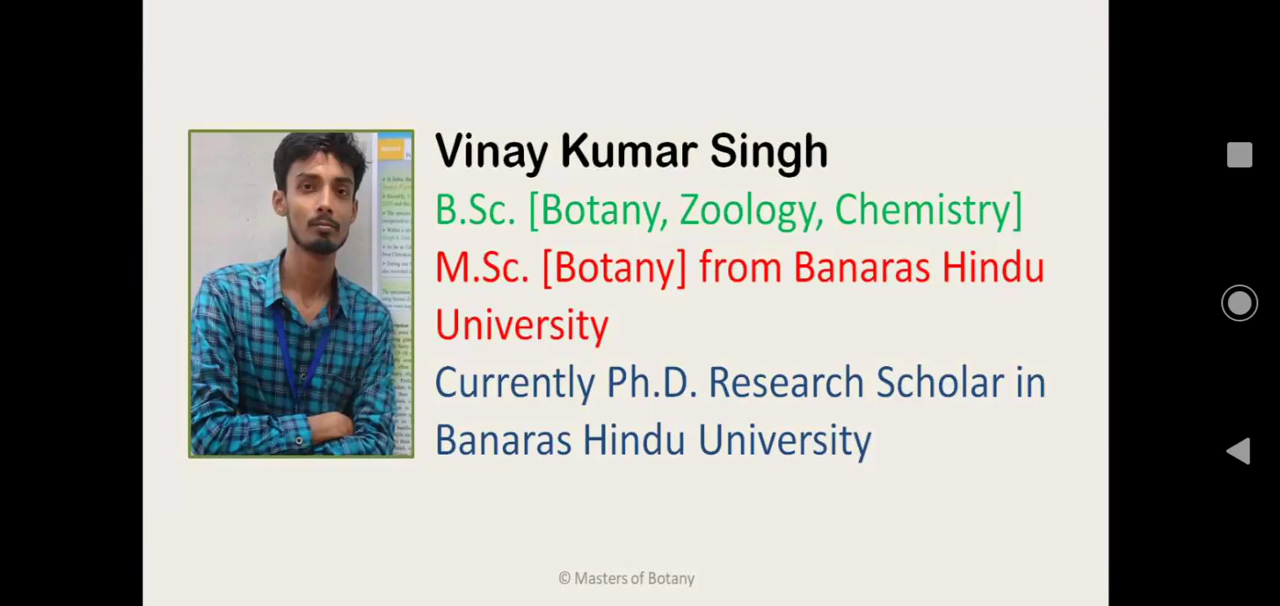 Vinay Kumar Singh
B.Sc. [Botany, Zoology, Chemistry]
M.Sc. [Botany] from Banaras Hindu
University
Currently Ph.D. Research Scholar in
Banaras Hindu University
© Masters of Botany